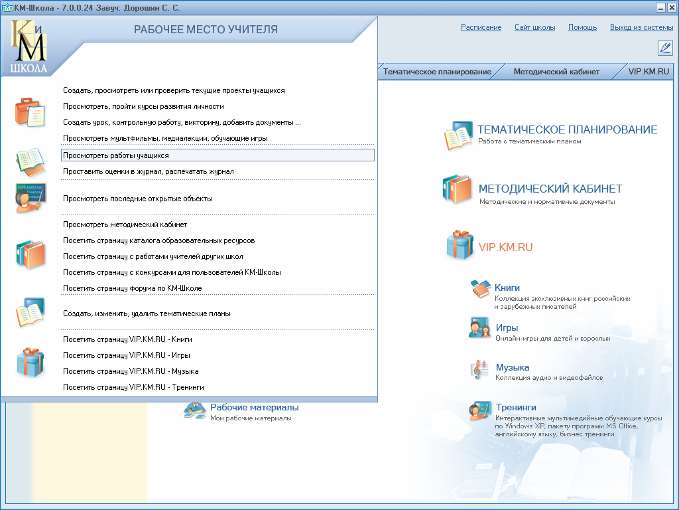 КМ-Школа - 7.0.0.24 Завуч: Дорошин С. С.
КиМ
ШКОЛА
РАБОЧЕЕ МЕСТО УЧИТЕЛЯ
Расписание Сайт школы Помощь Выход из системы
Тематическое планирование Методический кабинет VIP.KM.RU
Создать, просмотреть или проверить текущие проекты учащихся
Просмотреть, пройти курсы развития личности
Создать урок, контрольную работу, викторину, добавить документы ...
Просмотреть мультфильмы, медиалекции, обучающие игры
Просмотреть работы учащихся
Проставить оценки в журнал, распечатать журнал
Просмотреть последние открытые объекты
Просмотреть методический кабинет
Посетить страницу каталога образовательных ресурсов
Посетить страницу с работами учителей других школ
Посетить страницу с конкурсами для пользователей КМ-Школы
Посетить страницу форума по КМ-Школе
Создать, изменить, удалить тематические планы
Посетить страницу VIP.KM.RU - Книги
Посетить страницу VIP.KM.RU - Игры
Посетить страницу VIP.KM.RU - Музыка
Посетить страницу VIP.KM.RU - Тренинги
Рабочие материалы
Мои рабочие материалы
ТЕМАТИЧЕСКОЕ ПЛАНИРОВАНИЕ
Работа с тематическим планом
МЕТОДИЧЕСКИЙ КАБИНЕТ
Методические и нормативные документы
VIP.KM.RU
Книги
Коллекция эксклюзивных книг российских
и зарубежных писателей
Игры
Онлайн-игры для детей и взрослых
Музыка
Коллекция аудио и видеофайлов
Тренинги
Интерактивные мультимедийные обучающие курсы
по Windows XP, пакету программ MS Office,
английскому языку, бизнес тренинги